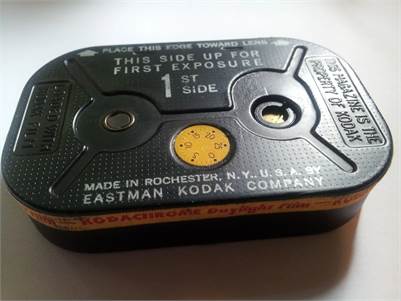 PLACE THIS EDGE TOWARD LENS
THIS SIDE UP FOR
FIRST EXPOSURE
1 ST
SIDE
THIS MAGAZINE IS THE
PROPERTY OF KODAK
MADE IN ROCHESTER, N.Y., U.S.A. BY
EASTMAN KODAK COMPANY
KODACHROME Daylight Film